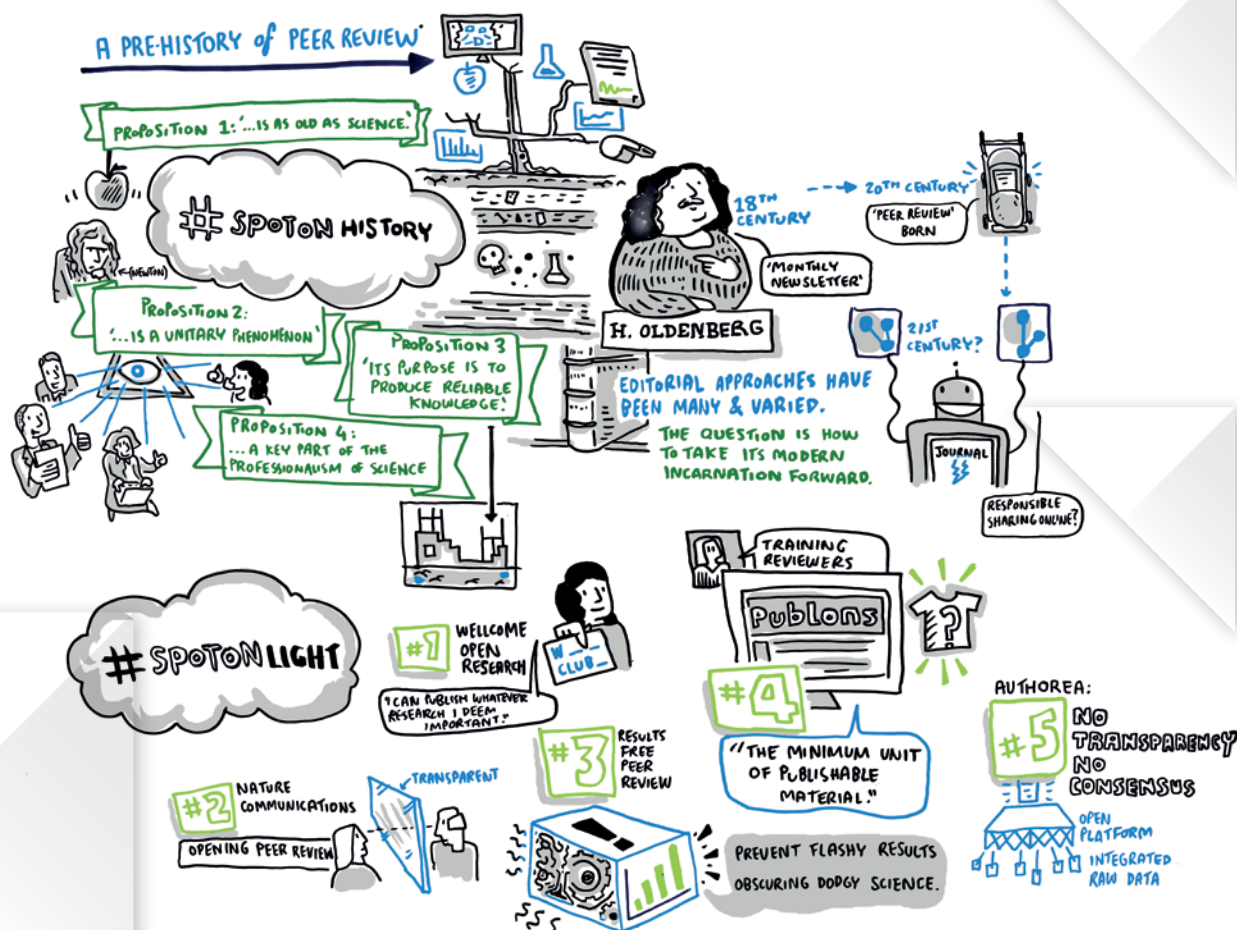 A PRE-HISTORY of PEER REVIEW
PROPOSITION 1: '...IS AS OLD AS SCIENCE.'
# SPOTON HISTORY
(NEWTON)
PROPOSITION 2:
'...IS A UNITARY PHENOMENON'
PROPOSITION 3
'ITS PURPOSE IS TO
PRODUCE RELIABLE
KNOWLEDGE.'
PROPOSITION 4:
... A KEY PART OF THE
PROFESSIONALISM OF SCIENCE
18TH
CENTURY
20TH CENTURY
'PEER REVIEW'
BORN
'MONTHLY
NEWSLETTER'
H. OLDENBERG
21ST
CENTURY?
EDITORIAL APPROACHES HAVE
BEEN MANY & VARIED.
THE QUESTION IS HOW
TO TAKE ITS MODERN
INCARNATION FORWARD.
JOURNAL
RESPONSIBLE
SHARING ONLINE?
# SPOTON LIGHT
#1
WELLCOME
OPEN
RESEARCH
W _ _
CLUB _
"I CAN PUBLISH WHATEVER
RESEARCH I DEEM
IMPORTANT."
#2
NATURE
COMMUNICATIONS
OPENING PEER REVIEW
TRANSPARENT
#3
RESULTS
FREE
PEER
REVIEW
PREVENT FLASHY RESULTS
OBSCURING DODGY SCIENCE.
TRAINING
REVIEWERS
Publons
?
#4
"THE MINIMUM UNIT
OF PUBLISHABLE
MATERIAL."
AUTHOREA:
#5
NO
TRANSPARENCY
NO
CONSENSUS
OPEN
PLATFORM
INTEGRATED
RAW DATA